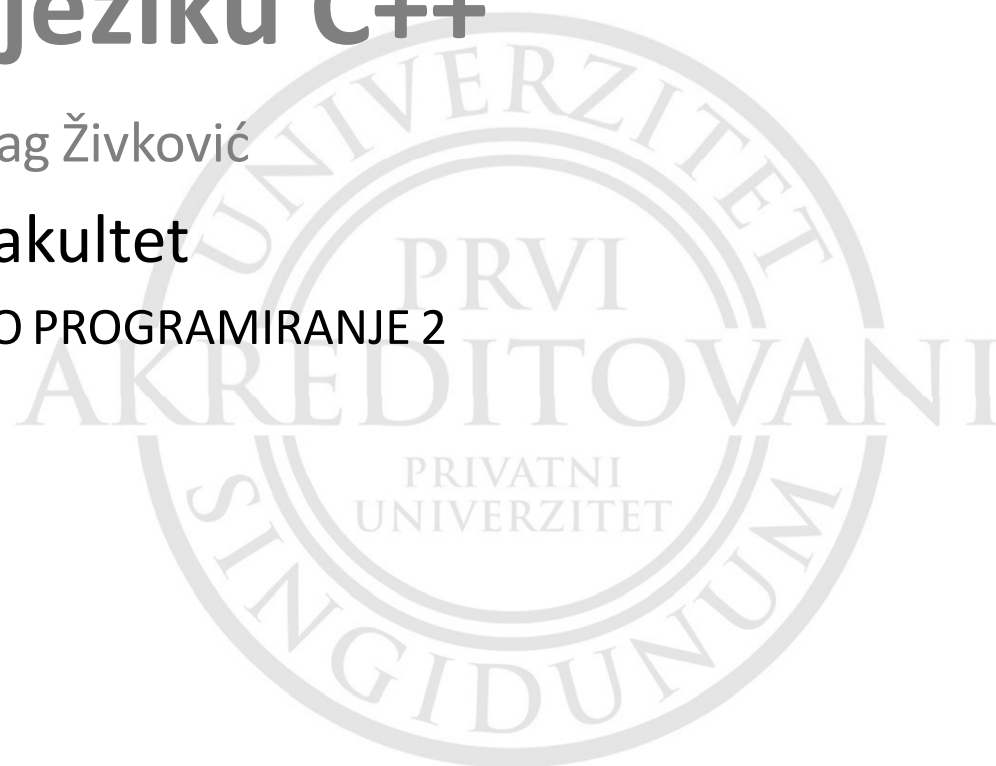 jeziku C++
ag Živković
akultet
O PROGRAMIRANJE 2
UNIVERZITET
PRVI
AKREDITOVANI
PRIVATNI
UNIVERZITET
SINGIDUNUM